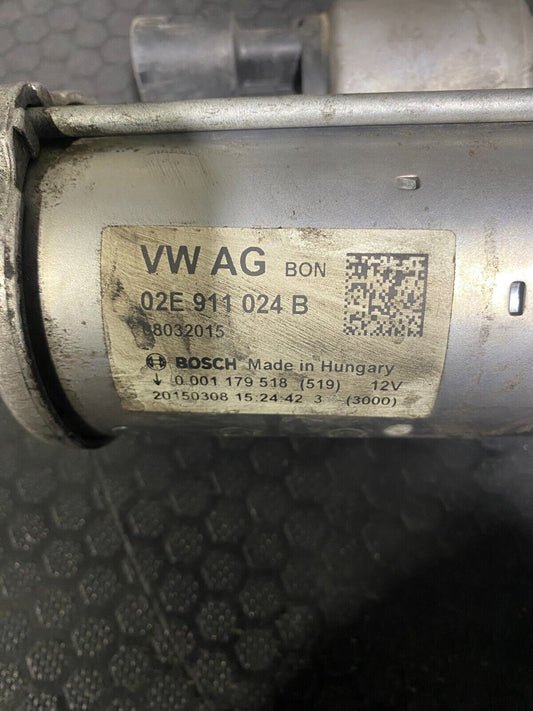 VW AG BON
02E 911 024 B
08032015
BOSCH Made in Hungary
↓ 0 001 179 518 (519) 12V
20150308 15:24:42 3 (3000)